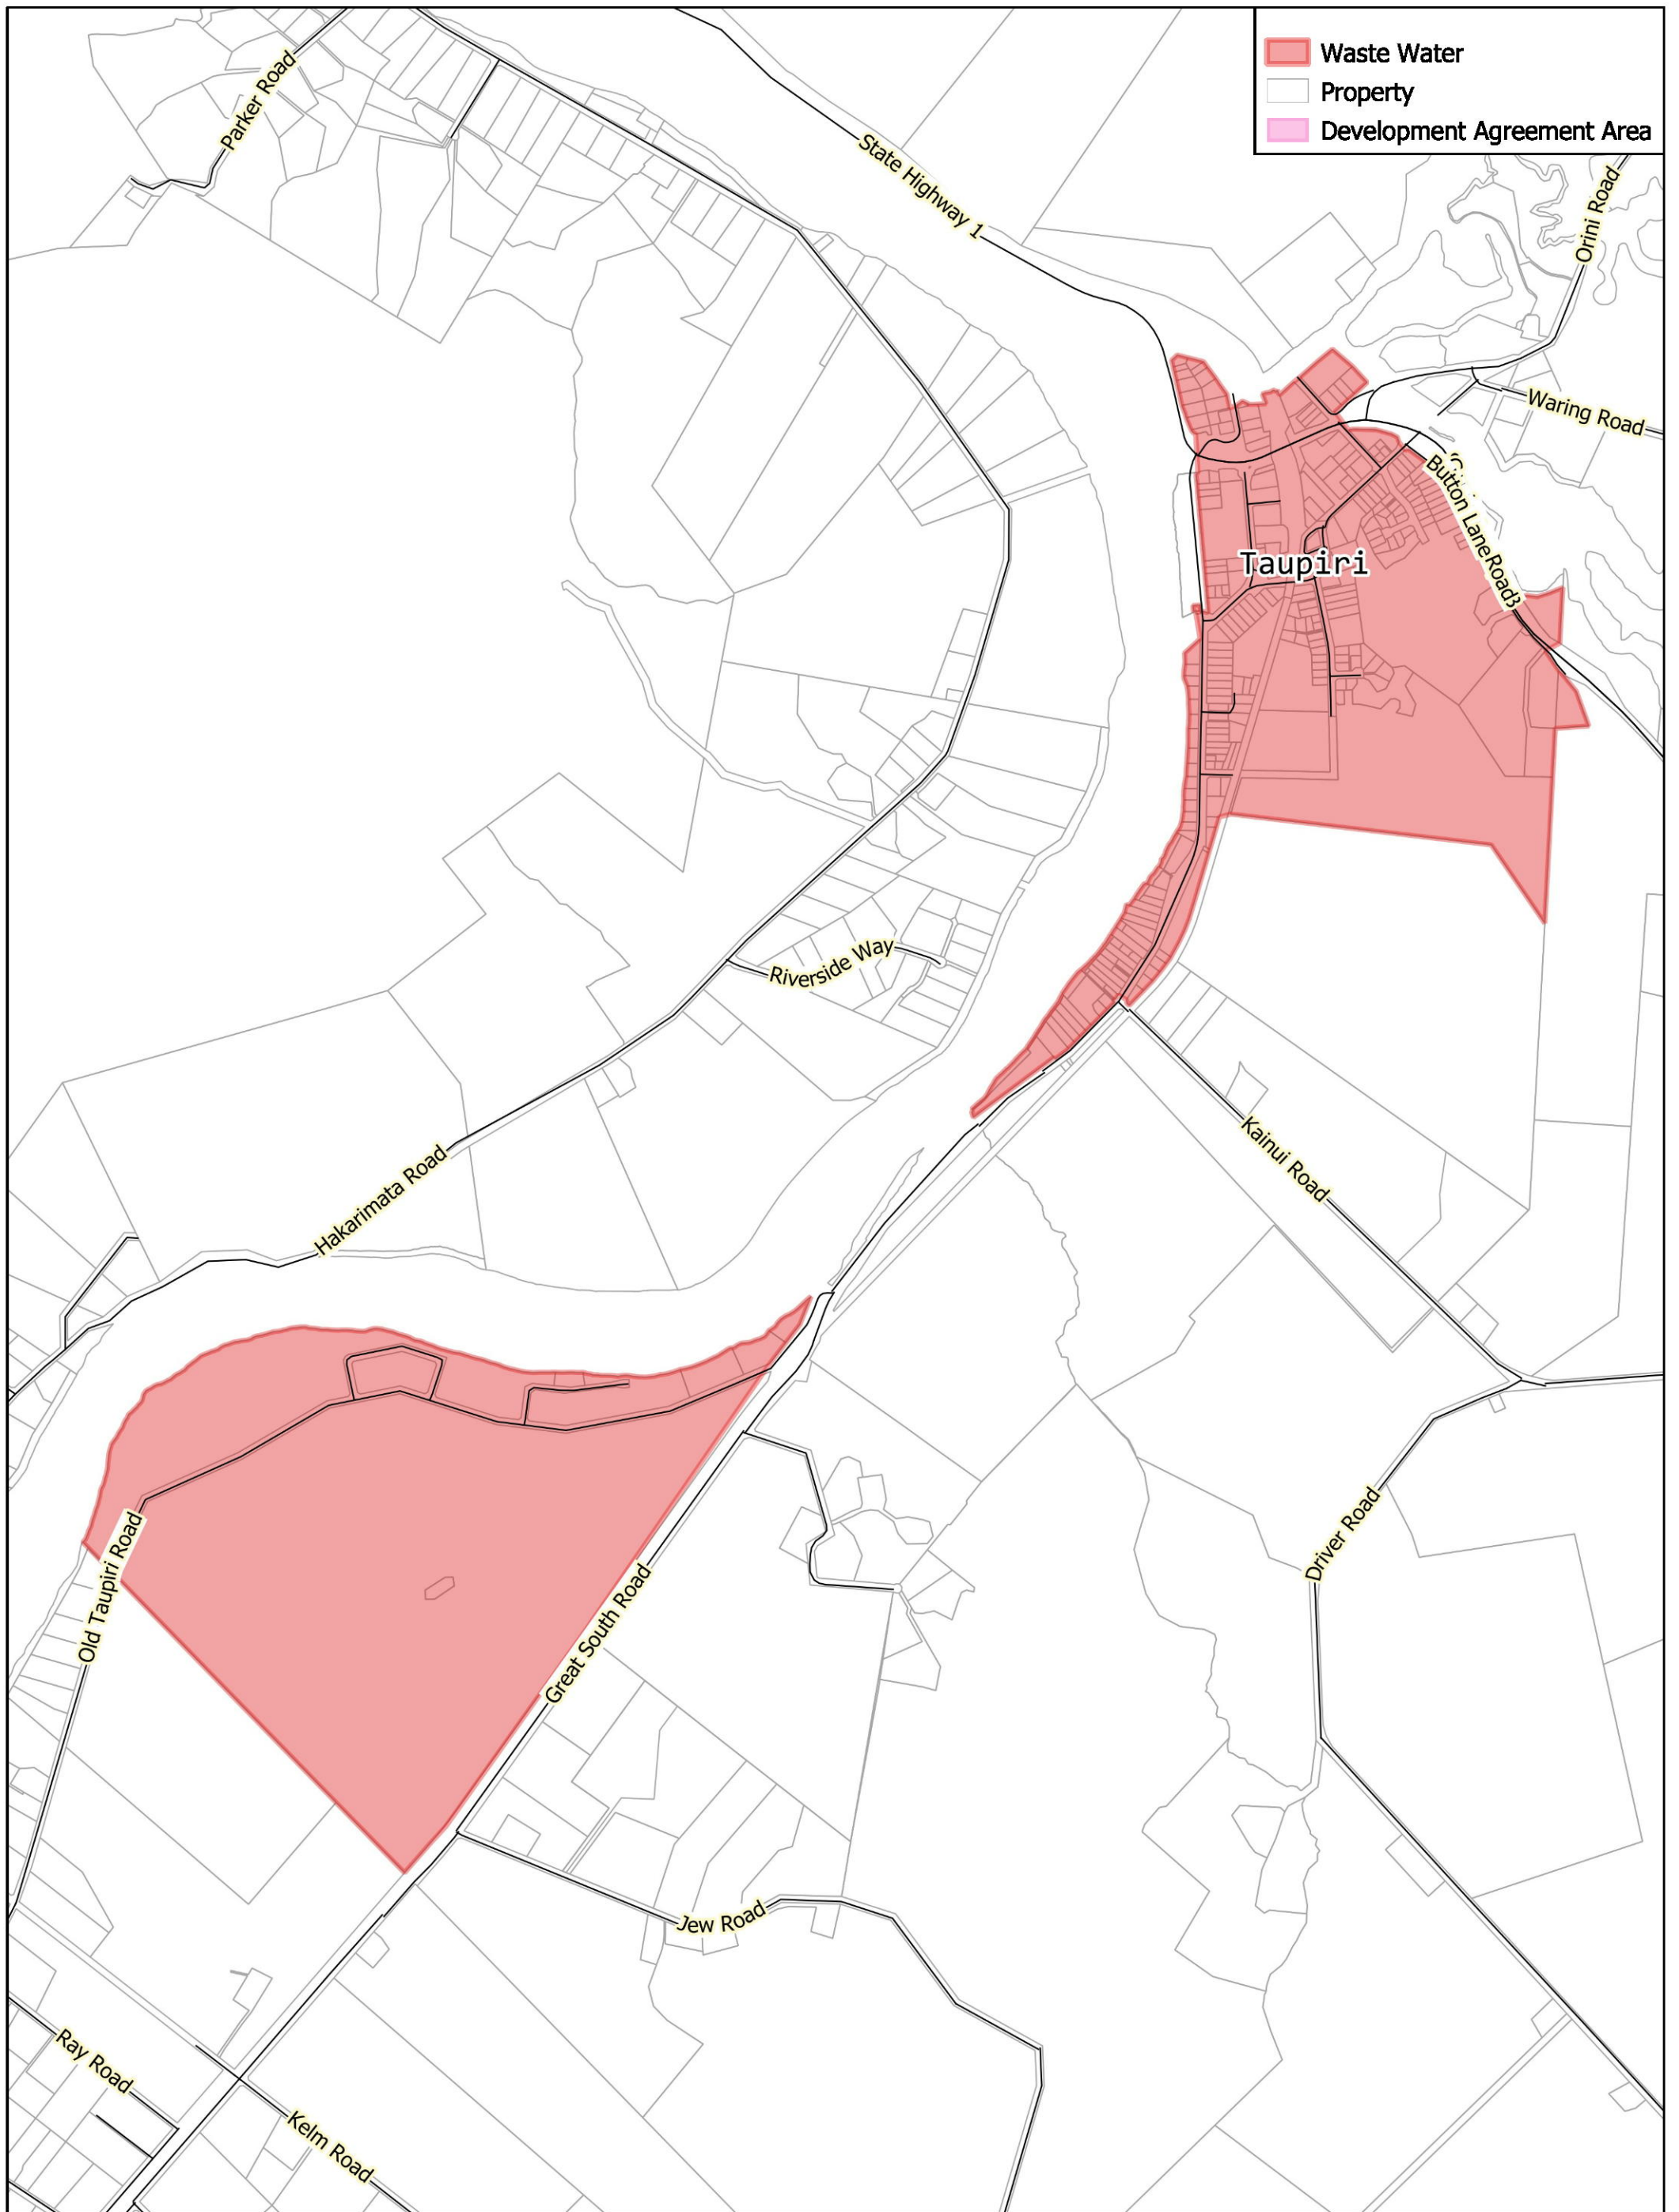 Waste Water
Property
Development Agreement Area
Parker Road
State Highway 1
Orini Road
Waring Road
Button Lane
Road
Taupiri
Riverside Way
Kainui Road
Hakarimata Road
Driver Road
Old Taupiri Road
Great South Road
Jew Road
Ray Road
Kelm Road